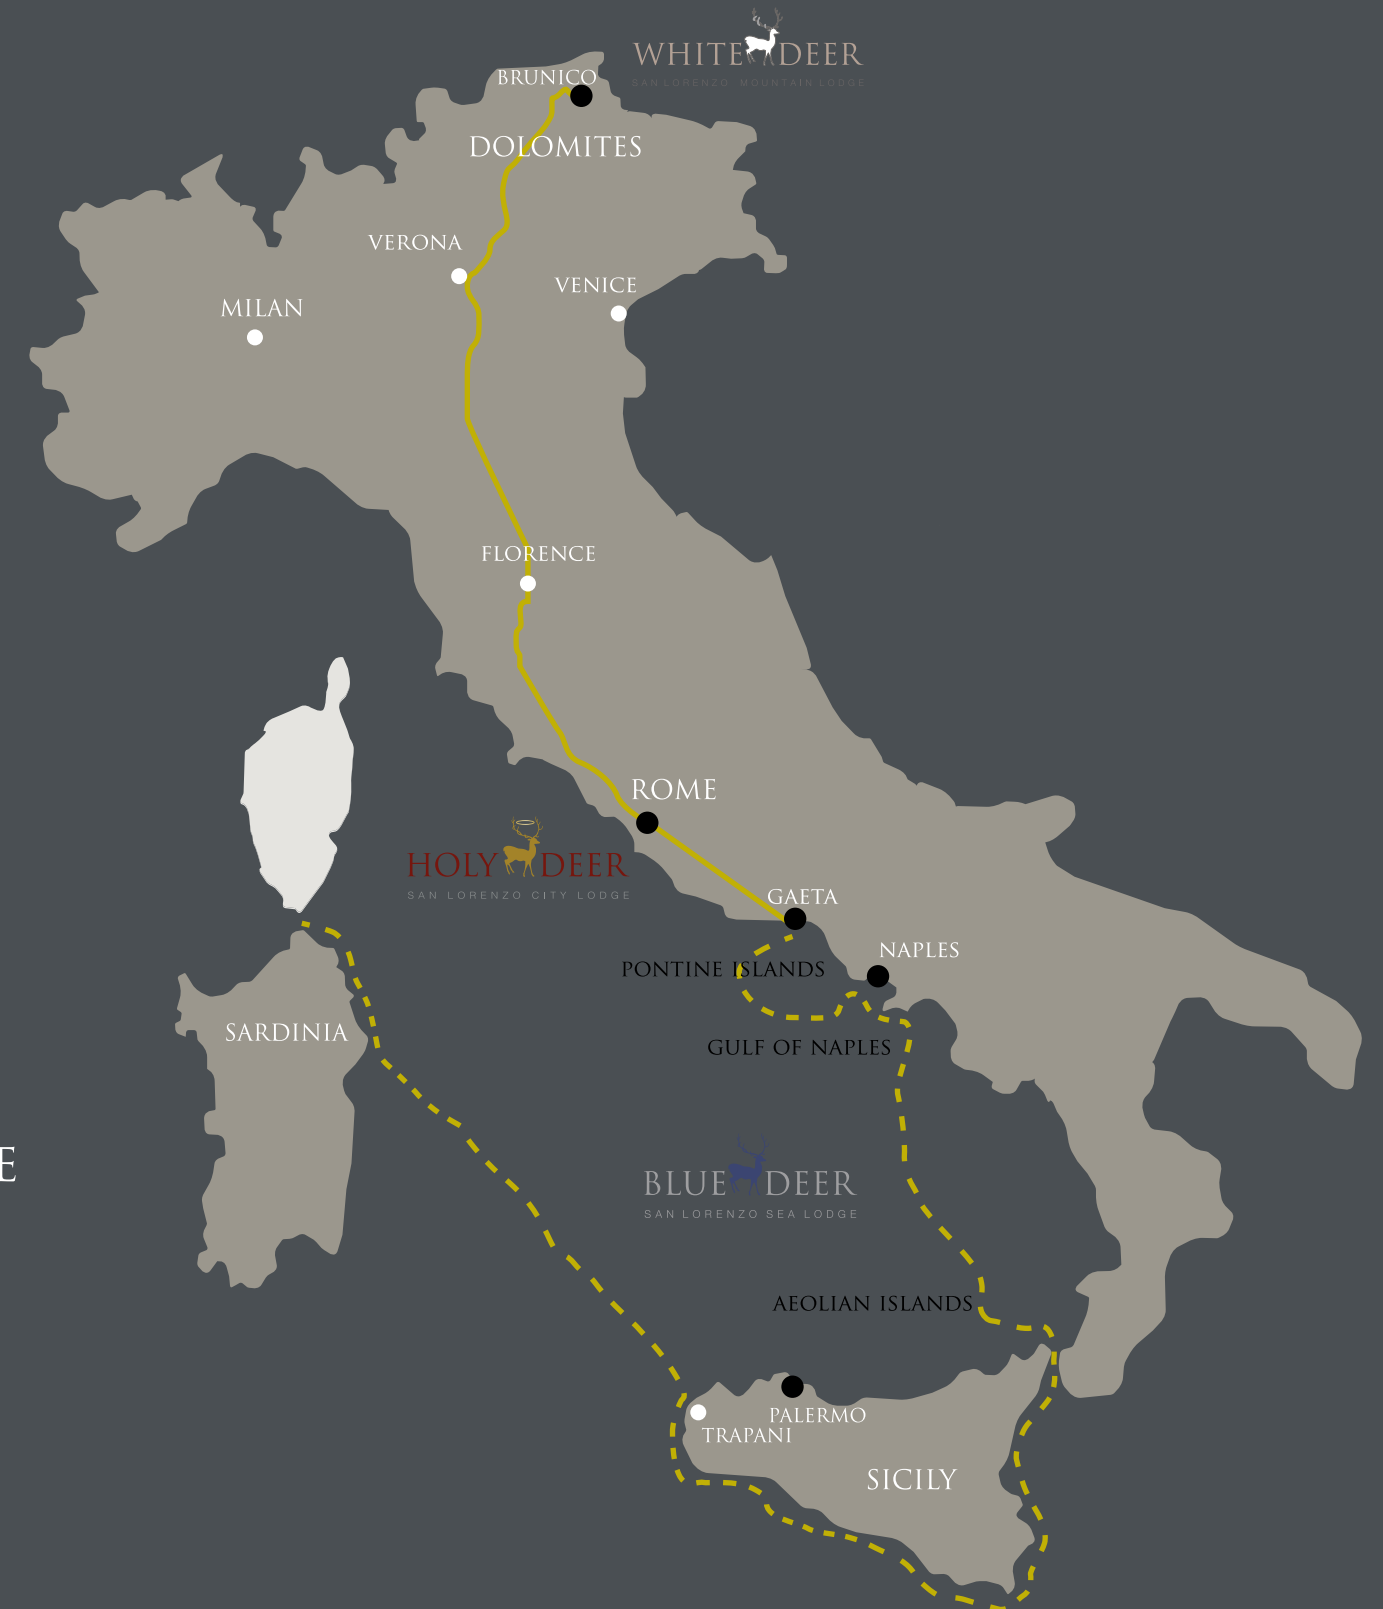 WHITE DEER
SAN LORENZO MOUNTAIN LODGE
BRUNICO
DOLOMITES
VERONA
VENICE
MILAN
FLORENCE
ROME
HOLY DEER
SAN LORENZO CITY LODGE
GAETA
NAPLES
PONTINE ISLANDS
SARDINIA
GULF OF NAPLES
E
BLUE DEER
SAN LORENZO SEA LODGE
AEOLIAN ISLANDS
PALERMO
TRAPANI
SICILY